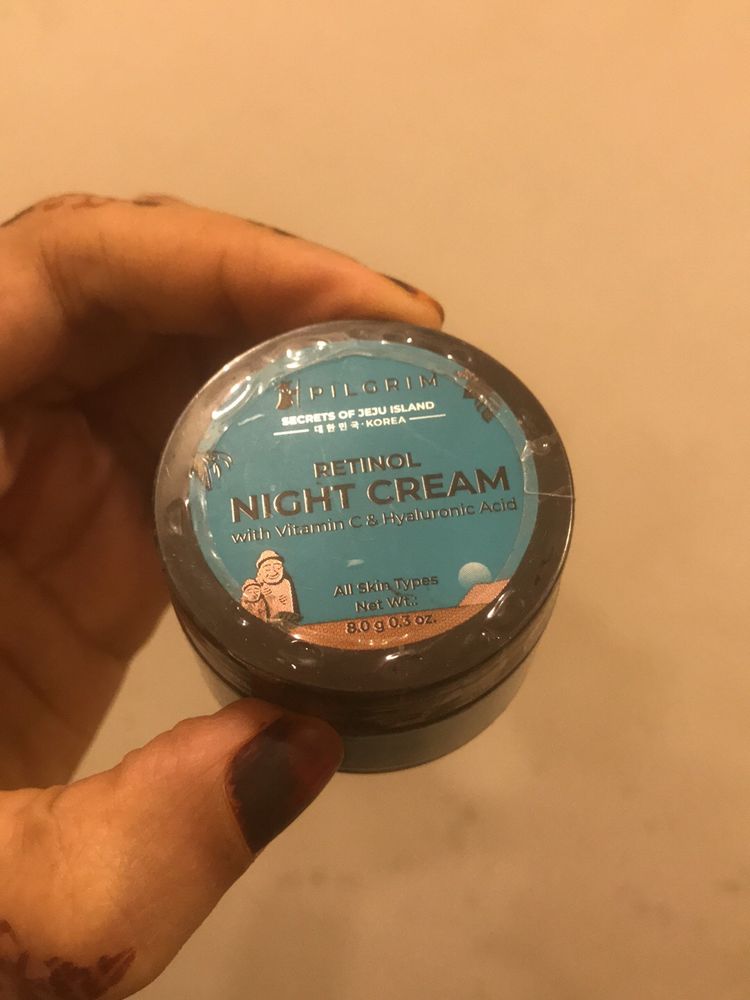 PILGRIM
SECRETS OF JEJU ISLAND
대한민국·KOREA
RETINOL
NIGHT CREAM
with Vitamin C & Hyaluronic Acid
All Skin Types
Net Wt.:
8.0 g 0.3 oz.